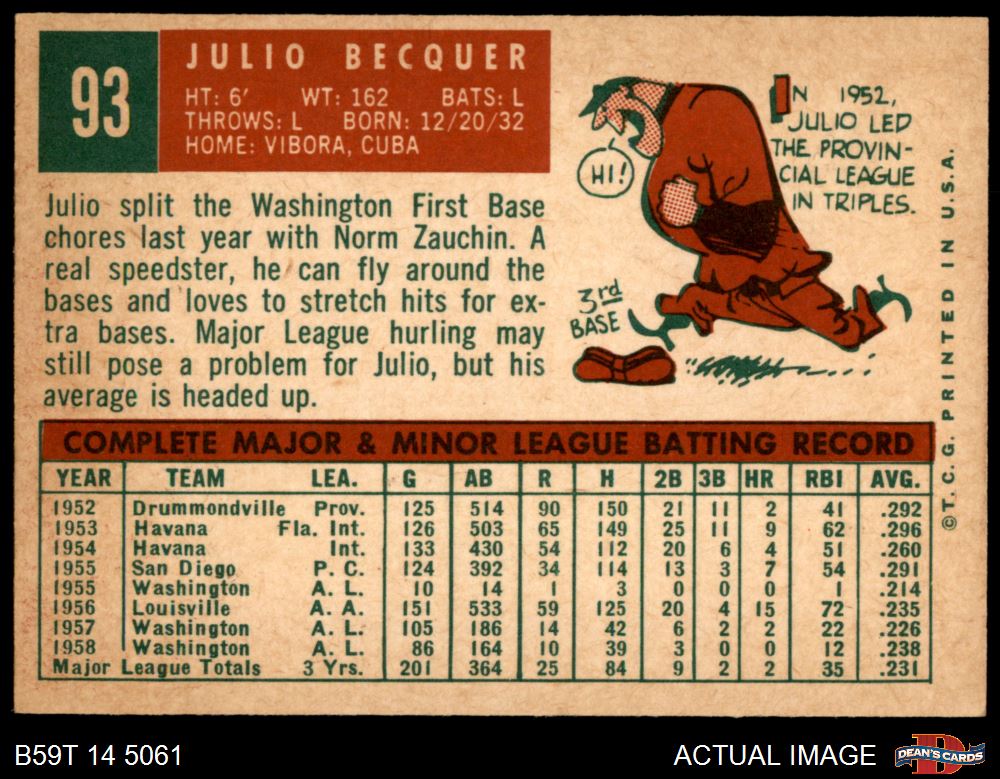 93
JULIO BECQUER
HT: 6' WT: 162 BATS: L
THROWS: L BORN: 12/20/32
HOME: VIBORA, CUBA
Julio split the Washington First Base
chores last year with Norm Zauchin. A
real speedster, he can fly around the
bases and loves to stretch hits for ex-
tra bases. Major League hurling may
still pose a problem for Julio, but his
average is headed up.
HI!
IN 1952,
JULIO LED
THE PROVIN-
CIAL LEAGUE
IN TRIPLES.
3rd
BASE
©T.C.G. PRINTED IN U.S.A.
COMPLETE MAJOR & MINOR LEAGUE BATTING RECORD
YEAR TEAM LEA. G AB R H 2B 3B HR RBI AVG.
1952 Drummondville Prov. 125 514 90 150 21 11 2 41 .292
1953 Havana Fla. Int. 126 503 65 149 25 11 9 62 .296
1954 Havana Int. 133 430 54 112 20 6 4 51 .260
1955 San Diego P. C. 124 392 34 114 13 3 7 54 .291
1955 Washington A. L. 10 14 1 3 0 0 0 1 .214
1956 Louisville A. A. 151 533 59 125 20 4 15 72 .235
1957 Washington A. L. 105 186 14 42 6 2 2 22 .226
1958 Washington A. L. 86 164 10 39 3 0 0 12 .238
Major League Totals 3 Yrs. 201 364 25 84 9 2 2 35 .231
B59T 14 5061
ACTUAL IMAGE
D
DEAN'S CARDS